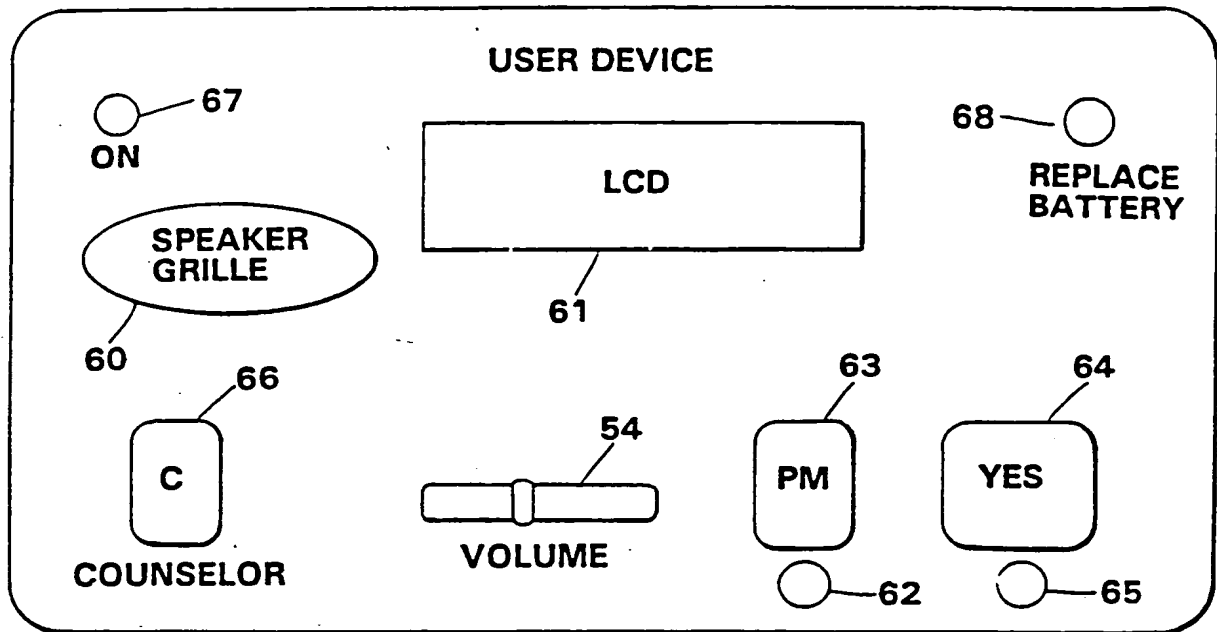 USER DEVICE
67
68
ON
LCD
REPLACE
BATTERY
SPEAKER
GRILLE
61
60
66
63
64
54
C
PM
YES
COUNSELOR
VOLUME
62
65